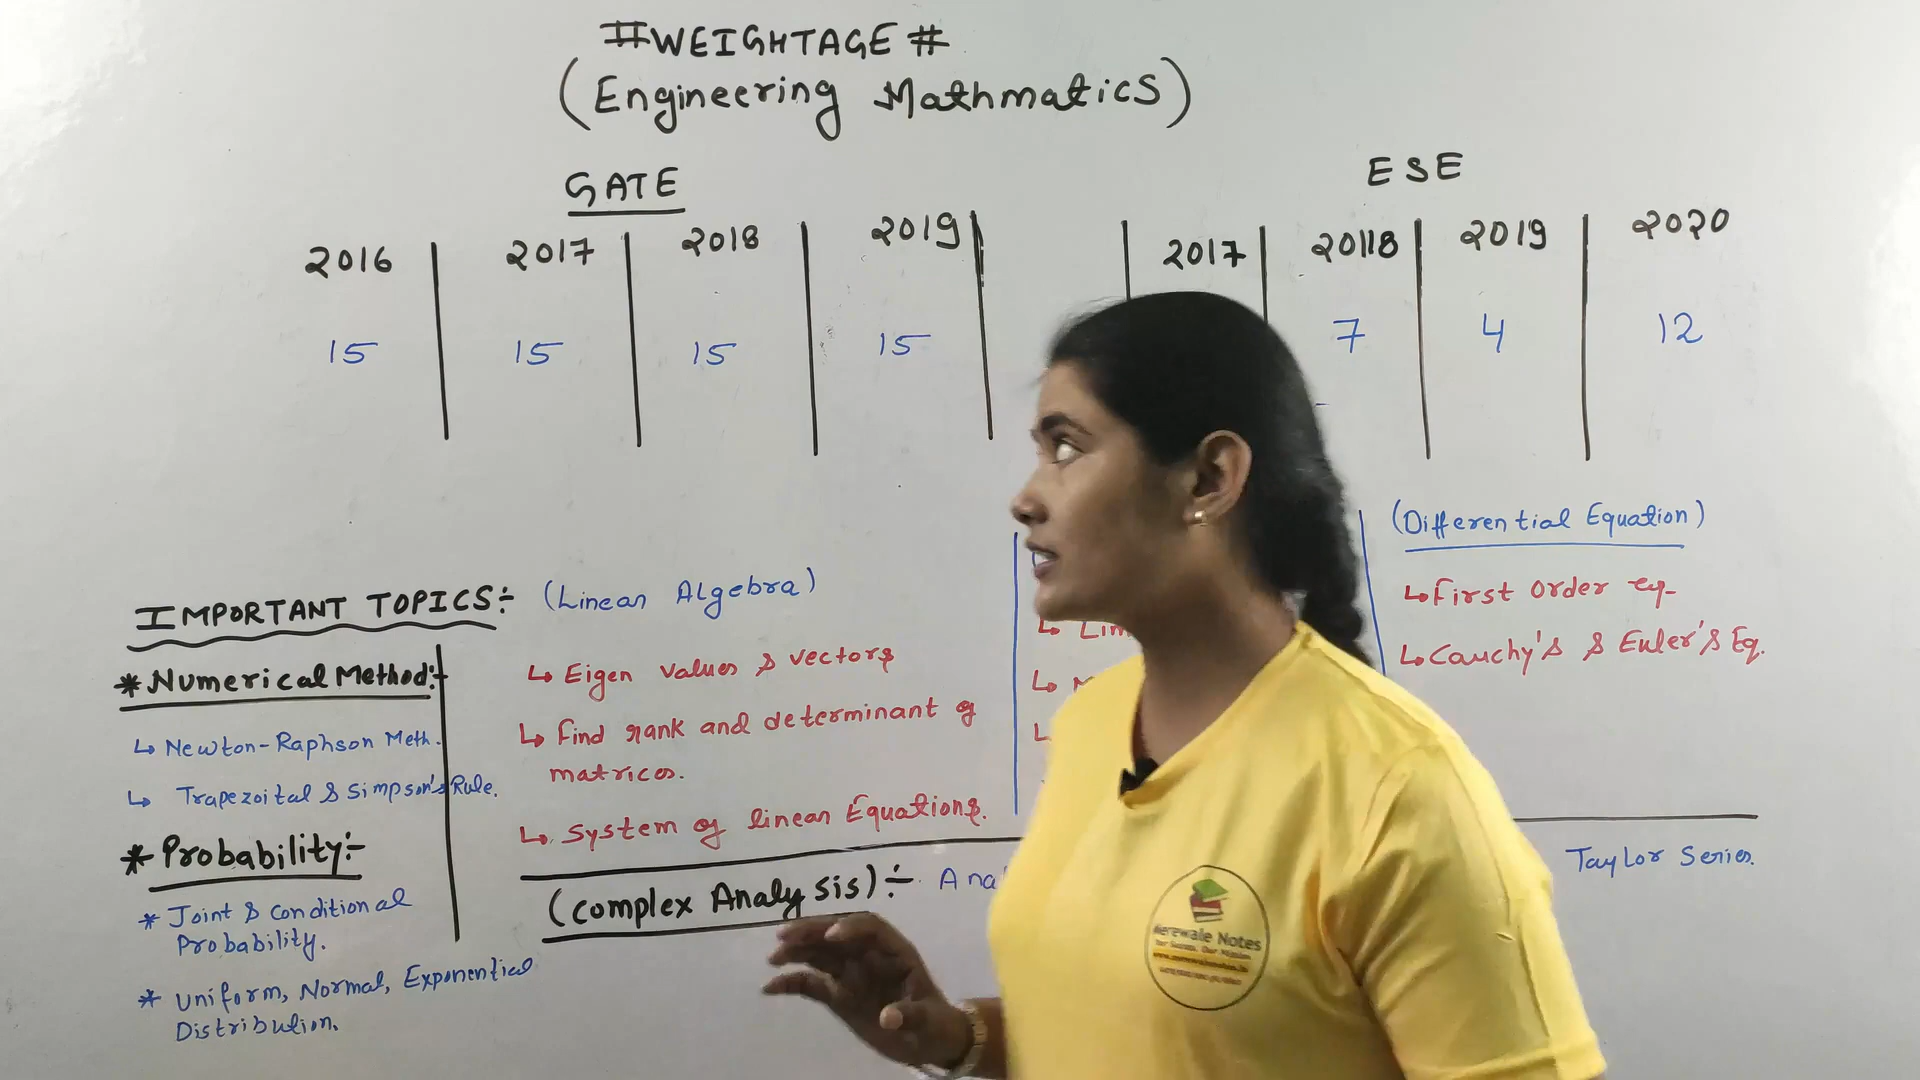 #WEIGHTAGE #
(Engineering Mathmatics)
GATE
ESE
2016 2017 2018 2019
2017 20118 2019 2020
15 15 15 15
7 4 12
IMPORTANT TOPICS:-
*Numerical Method:-
↳ Newton-Raphson Meth.
↳ Trapezoital & Simpson's Rule.
* Probability:-
* Joint & Conditional
Probability.
* Uniform, Normal, Exponential
Distribution.
(Linear Algebra)
↳ Eigen values & vectors
↳ Find rank and determinant of
matrices.
↳ System of linear Equations.
(Differential Equation)
↳ First Order eq-
↳ Cauchy's & Euler's Eq.
(Complex Analysis):-
Taylor Series.
Merewale Notes